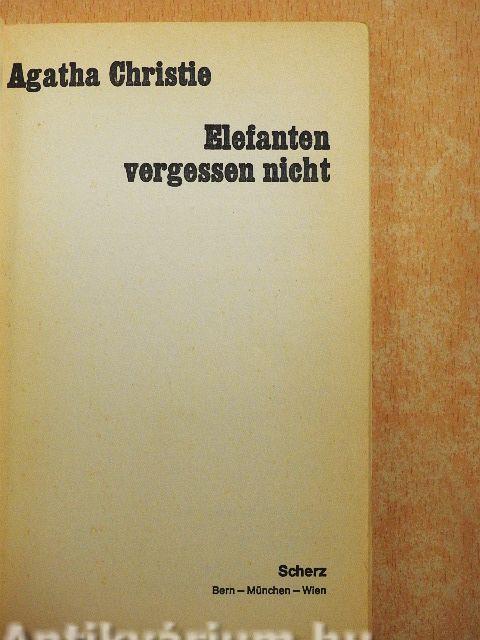 Agatha Christie
Elefanten
vergessen nicht
Scherz
Bern – München – Wien
Antikvárium.hu